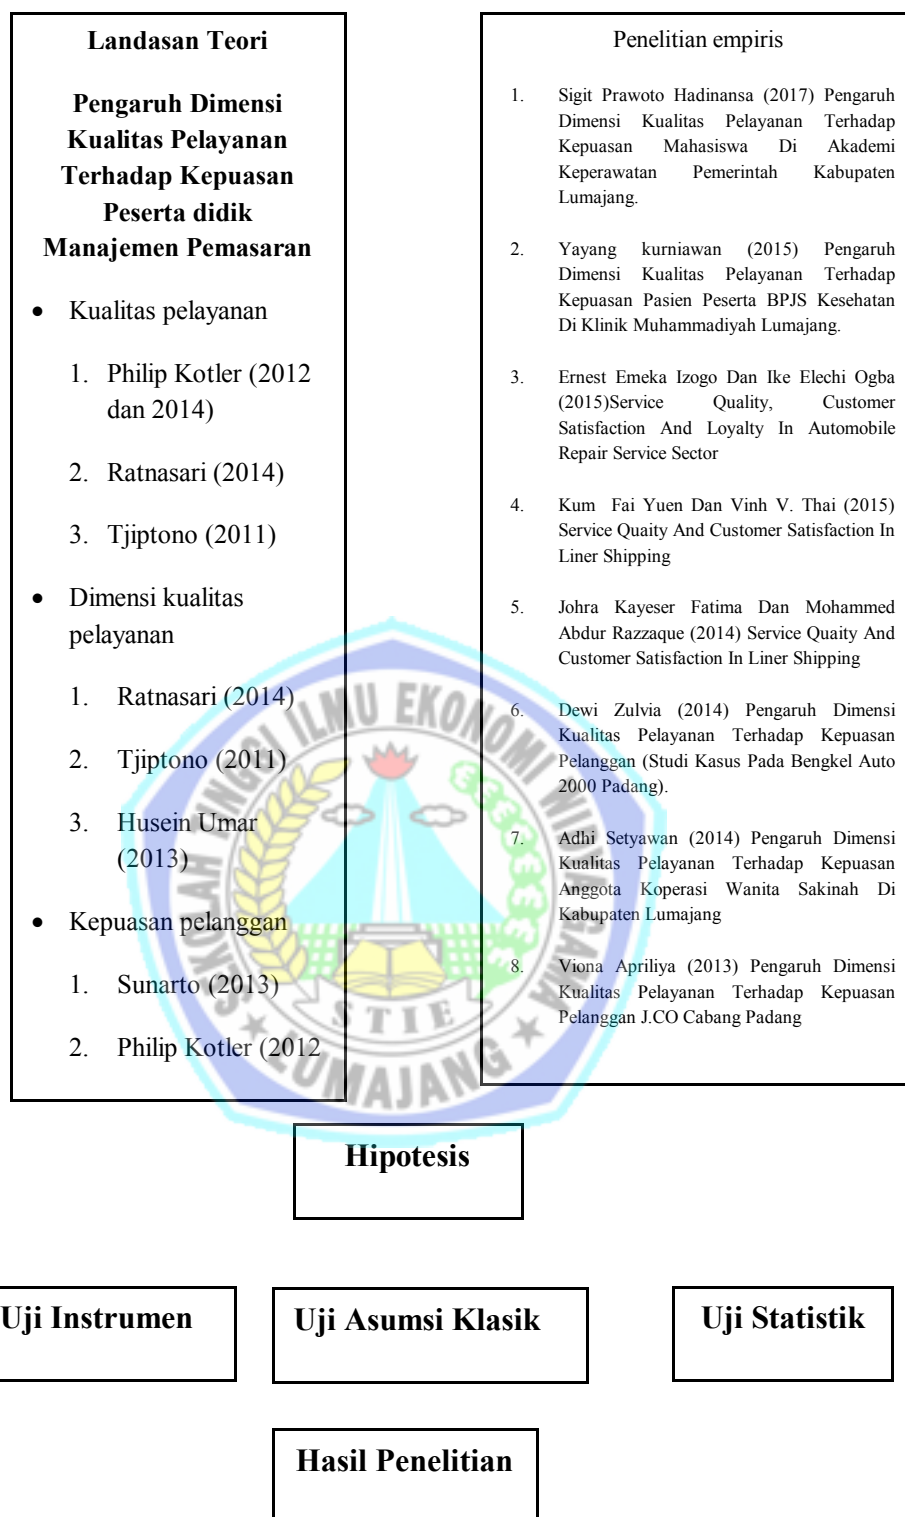 Landasan Teori
Pengaruh Dimensi
Kualitas Pelayanan
Terhadap Kepuasan
Peserta didik
Manajemen Pemasaran
• Kualitas pelayanan
1. Philip Kotler (2012
dan 2014)
2. Ratnasari (2014)
3. Tjiptono (2011)
• Dimensi kualitas
pelayanan
1. Ratnasari (2014)
2. Tjiptono (2011)
3. Husein Umar
(2013)
• Kepuasan pelanggan
1. Sunarto (2013)
2. Philip Kotler (2012
Penelitian empiris
1. Sigit Prawoto Hadinansa (2017) Pengaruh
Dimensi Kualitas Pelayanan Terhadap
Kepuasan Mahasiswa Di Akademi
Keperawatan Pemerintah Kabupaten
Lumajang.
2. Yayang kurniawan (2015) Pengaruh
Dimensi Kualitas Pelayanan Terhadap
Kepuasan Pasien Peserta BPJS Kesehatan
Di Klinik Muhammadiyah Lumajang.
3. Ernest Emeka Izogo Dan Ike Elechi Ogba
(2015)Service Quality, Customer
Satisfaction And Loyalty In Automobile
Repair Service Sector
4. Kum Fai Yuen Dan Vinh V. Thai (2015)
Service Quaity And Customer Satisfaction In
Liner Shipping
5. Johra Kayeser Fatima Dan Mohammed
Abdur Razzaque (2014) Service Quaity And
Customer Satisfaction In Liner Shipping
6. Dewi Zulvia (2014) Pengaruh Dimensi
Kualitas Pelayanan Terhadap Kepuasan
Pelanggan (Studi Kasus Pada Bengkel Auto
2000 Padang).
7. Adhi Setyawan (2014) Pengaruh Dimensi
Kualitas Pelayanan Terhadap Kepuasan
Anggota Koperasi Wanita Sakinah Di
Kabupaten Lumajang
8. Viona Apriliya (2013) Pengaruh Dimensi
Kualitas Pelayanan Terhadap Kepuasan
Pelanggan J.CO Cabang Padang
SEKOLAH TINGGI ILMU EKONOMI WIDYA GAMA
STIE
LUMAJANG
Hipotesis
Uji Instrumen
Uji Asumsi Klasik
Uji Statistik
Hasil Penelitian